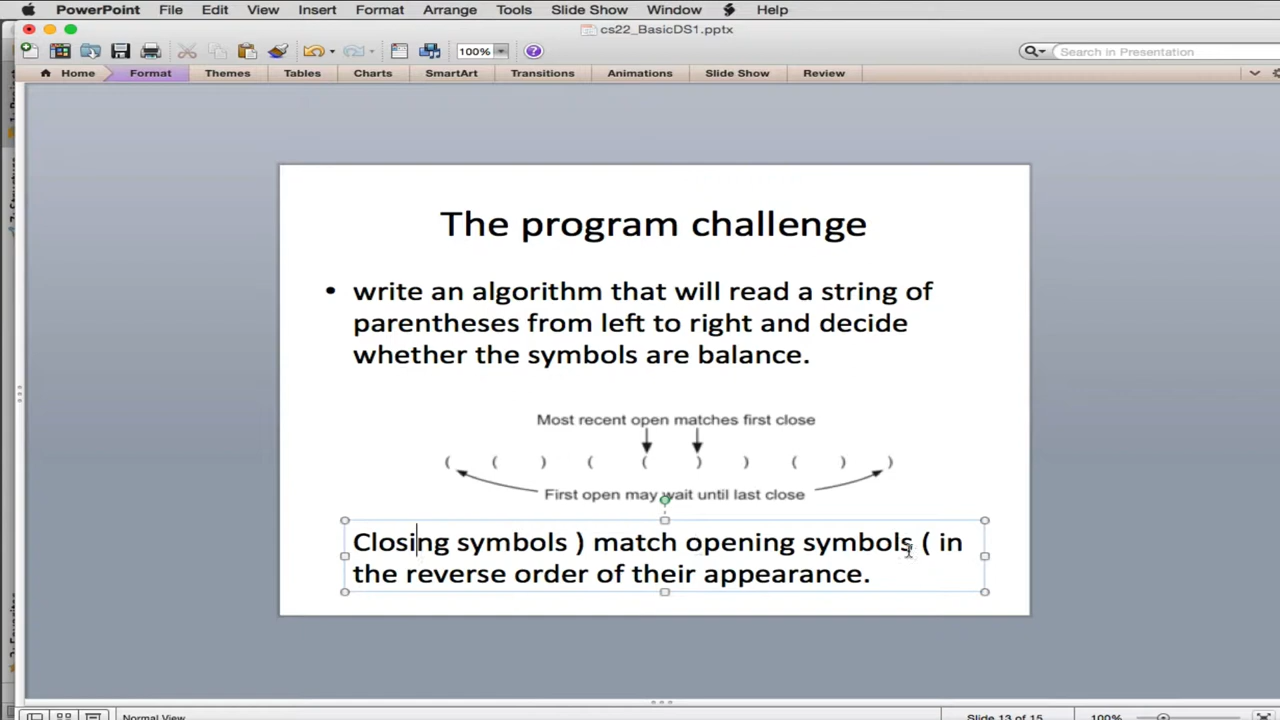 PowerPoint File Edit View Insert Format Arrange Tools Slide Show Window Help
cs22_BasicDS1.pptx
100% Search in Presentation
Home Format Themes Tables Charts SmartArt Transitions Animations Slide Show Review
The program challenge
• write an algorithm that will read a string of
parentheses from left to right and decide
whether the symbols are balance.
Most recent open matches first close
( ( ) ( ( ) ) ( ) )
First open may wait until last close
Closing symbols ) match opening symbols ( in
the reverse order of their appearance.
Normal View Slide 13 of 15 100%